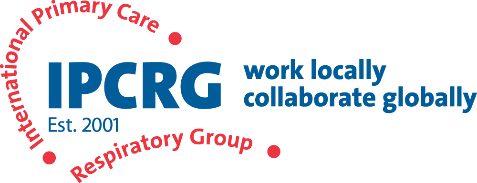 International Primary Care
IPCRG
Est. 2001
Respiratory Group
work locally
collaborate globally